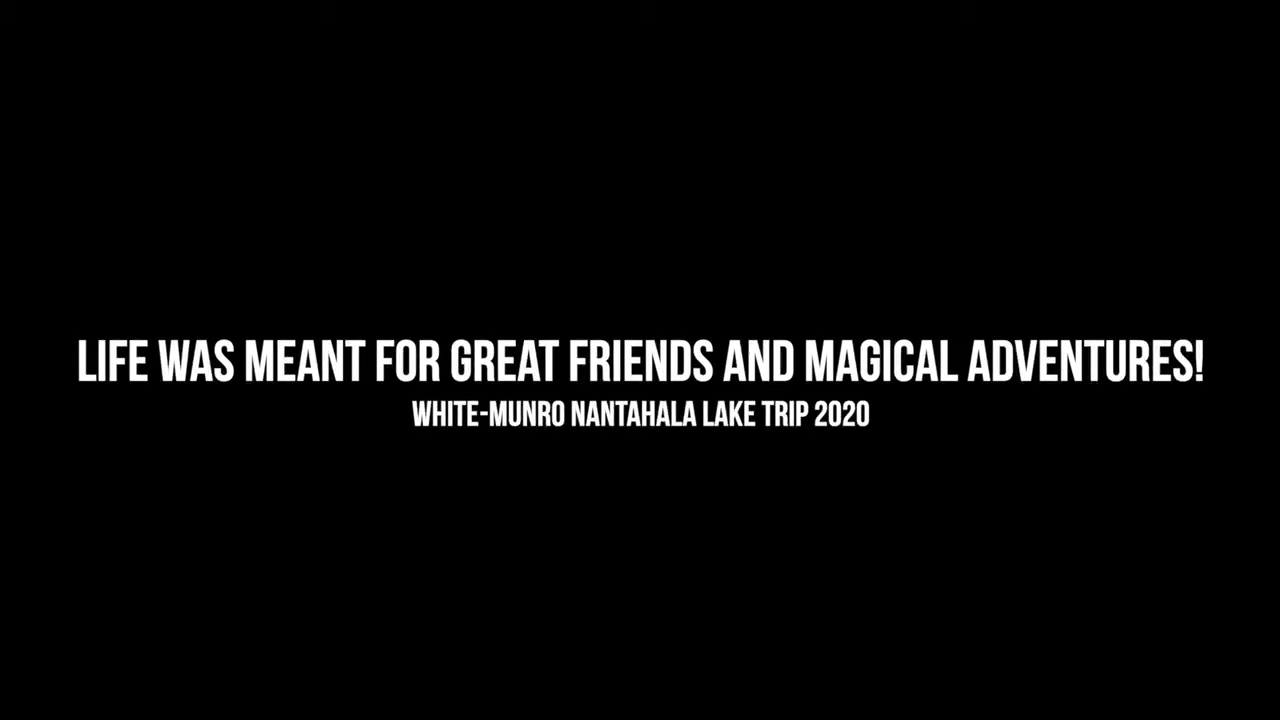 LIFE WAS MEANT FOR GREAT FRIENDS AND MAGICAL ADVENTURES!
WHITE-MUNRO NANTAHALA LAKE TRIP 2020